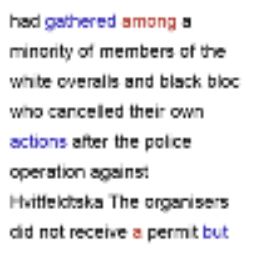 had gathered among a
minority of members of the
white overalls and black bloc
who cancelled their own
actions after the police
operation against
Hvitfeldtska The organisers
did not receive a permit but